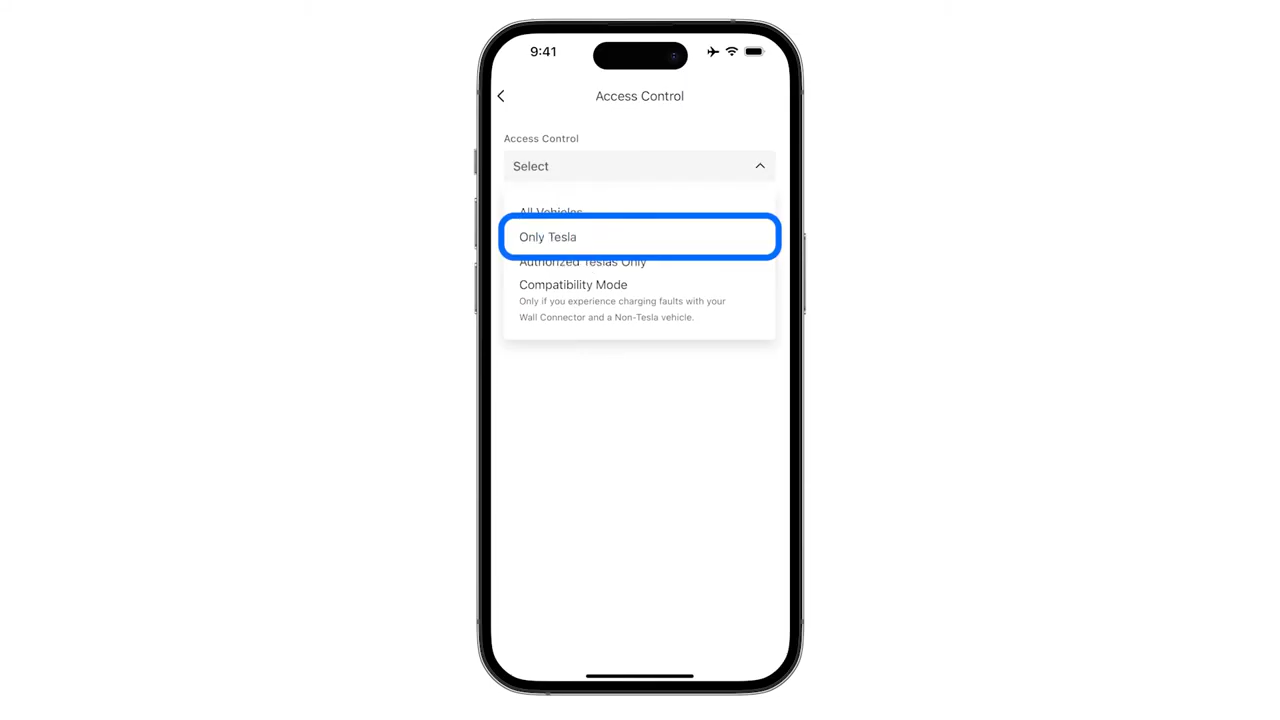 9:41
Access Control
Access Control
Select
All Vehicles
Only Tesla
Authorized Teslas Only
Compatibility Mode
Only if you experience charging faults with your
Wall Connector and a Non-Tesla vehicle.